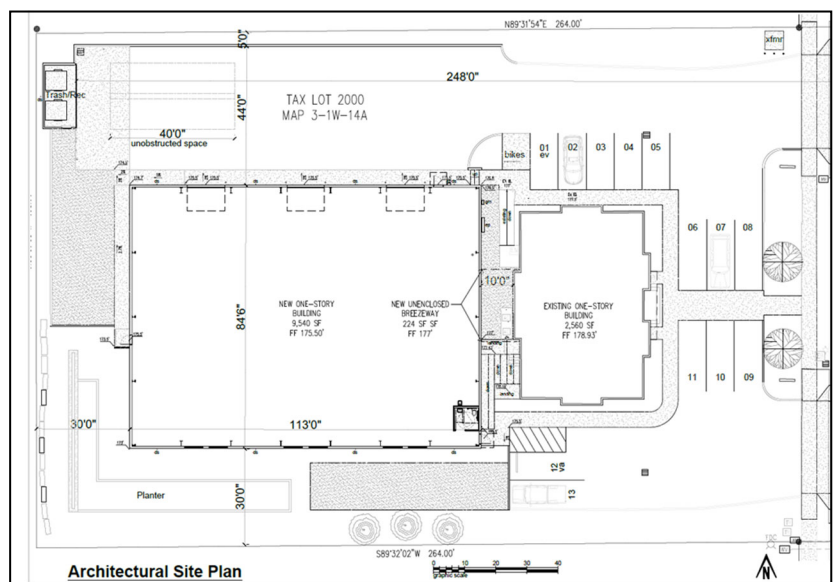 N89'31'54"E 264.00'
5'0"
xfmr
248'0"
Trash/Rec
44'0"
TAX LOT 2000
MAP 3-1W-14A
40'0"
unobstructed space
bikes
01
ev
02
03
04
05
06
07
08
10'0"
NEW ONE-STORY
BUILDING
9,540 SF
FF 175.50'
NEW UNENCLOSED
BREEZEWAY
224 SF SF
FF 177'
EXISTING ONE-STORY
BUILDING
2,560 SF
FF 178.93'
84'6"
11
10
09
30'0"
113'0"
12
va
13
Planter
30'0"
S89'32'02"W 264.00'
Architectural Site Plan
0 10 20 30 40
graphic scale
N